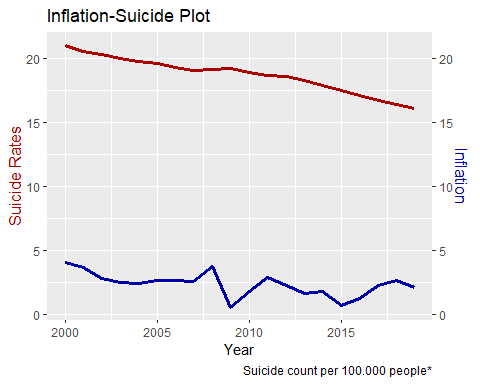 Inflation-Suicide Plot
Suicide Rates
20
15
10
5
0
20
15
10
5
0
Inflation
2000 2005 2010 2015
Year
Suicide count per 100.000 people*